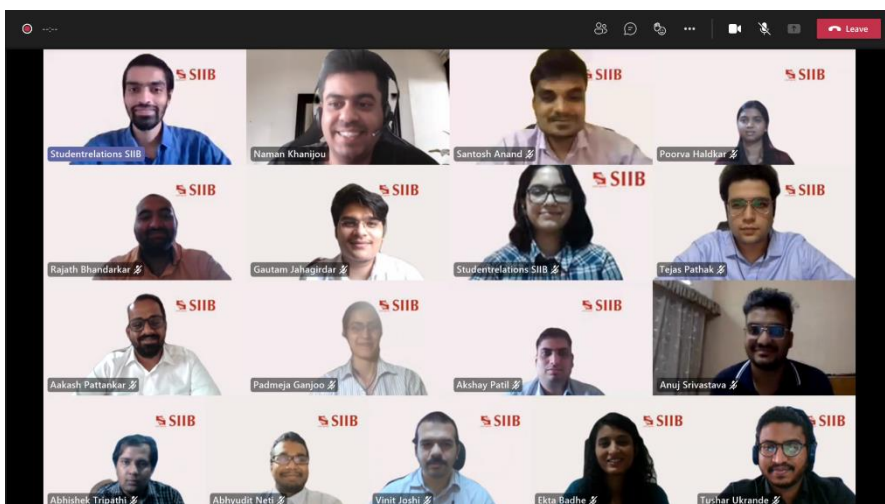 --:--
Leave
SIIB
SIIB
SIIB
Studentrelations SIIB
Naman Khanijou
Santosh Anand
Poorva Haldkar
SIIB
SIIB
SIIB
SIIB
Rajath Bhandarkar
Gautam Jahagirdar
Studentrelations SIIB
Tejas Pathak
SIIB
SIIB
SIIB
Aakash Pattankar
Padmeja Ganjoo
Akshay Patil
Anuj Srivastava
SIIB
SIIB
SIIB
SIIB
SIIB
Abhishek Tripathi
Abhyudit Neti
Vinit Joshi
Ekta Badhe
Tushar Ukrande